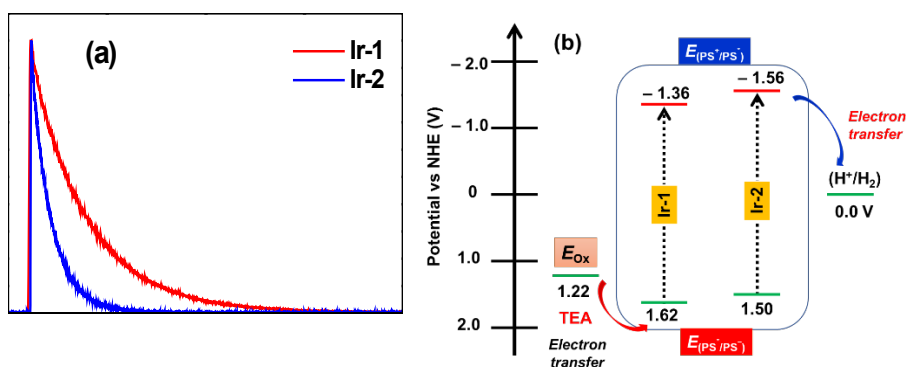 (a)
Ir-1
Ir-2
(b)
Potential vs NHE (V)
– 2.0
– 1.0
0
1.0
2.0
E(PS⁺/PS*)
– 1.36
– 1.56
Ir-1
Ir-2
1.62
1.50
Electron
transfer
(H⁺/H₂)
0.0 V
EOx
1.22
TEA
Electron
transfer